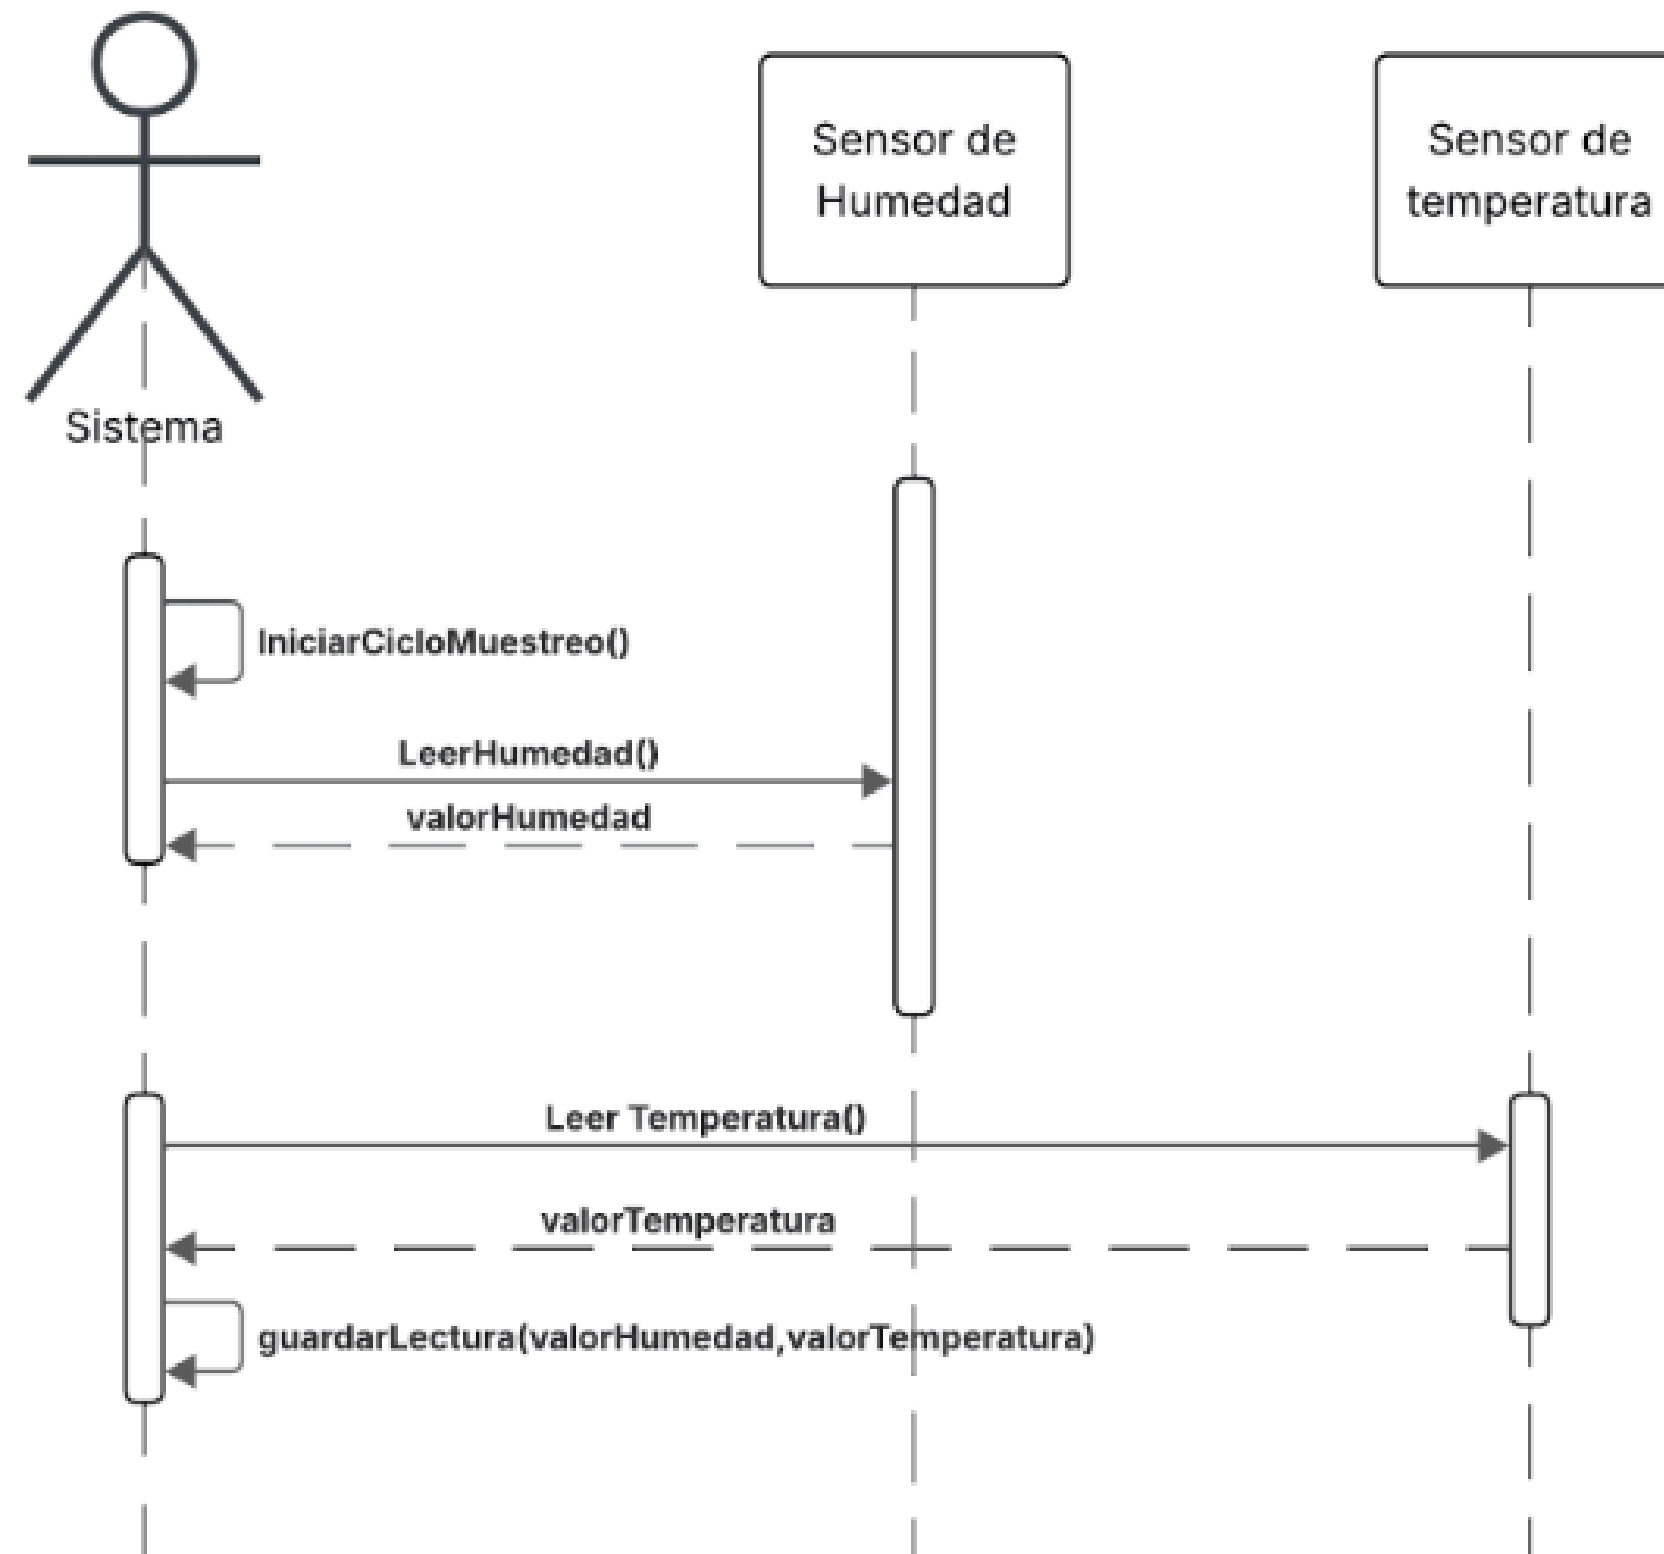 Sensor de
Humedad
Sensor de
temperatura
Sistema
IniciarCicloMuestreo()
LeerHumedad()
valorHumedad
Leer Temperatura()
valorTemperatura
guardarLectura(valorHumedad,valorTemperatura)